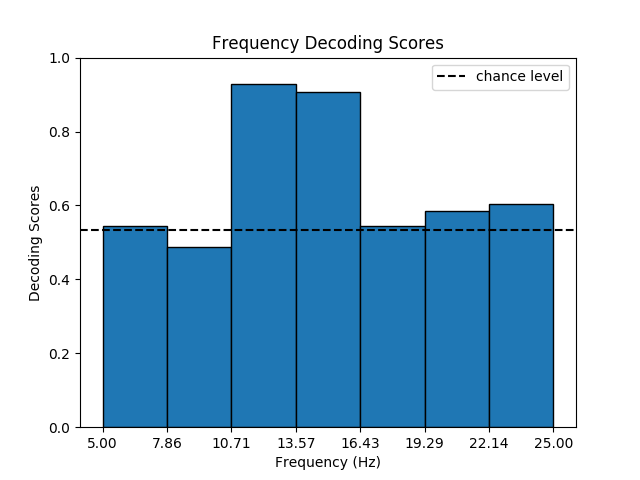 Frequency Decoding Scores
chance level
1.0
0.8
0.6
0.4
0.2
0.0
Decoding Scores
5.00 7.86 10.71 13.57 16.43 19.29 22.14 25.00
Frequency (Hz)